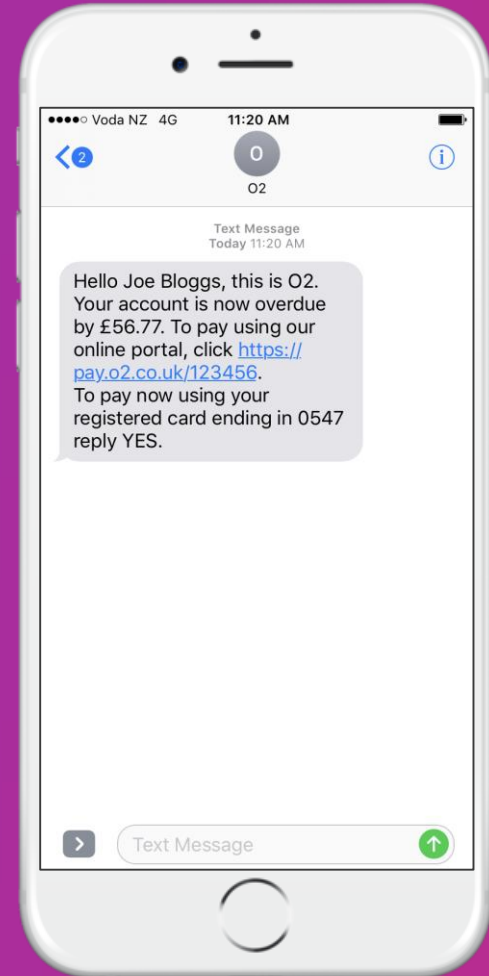 Voda NZ 4G 11:20 AM
2
O
O2
Text Message
Today 11:20 AM
Hello Joe Bloggs, this is O2.
Your account is now overdue
by £56.77. To pay using our
online portal, click https://
pay.o2.co.uk/123456.
To pay now using your
registered card ending in 0547
reply YES.
Text Message